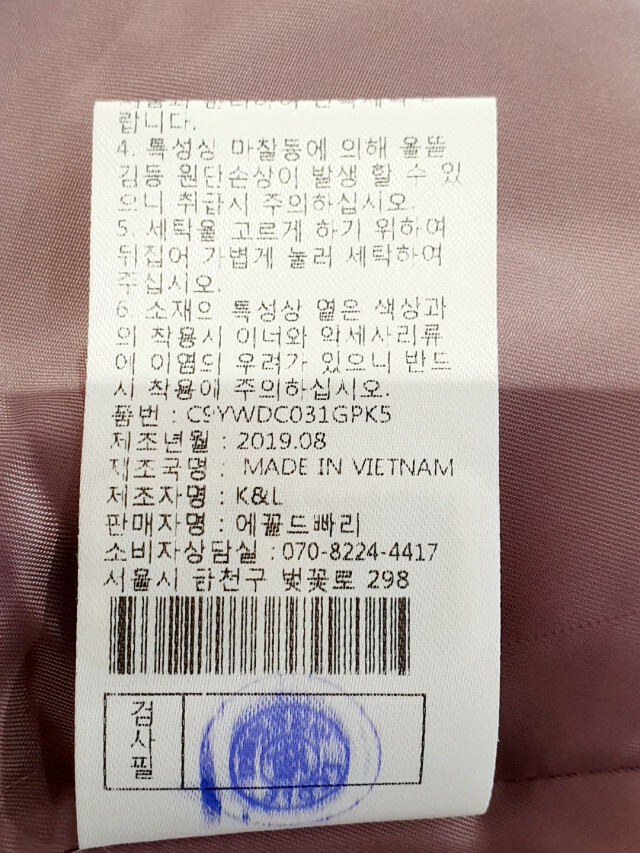 랍니다.
4. 특성상 마찰등에 의해 올뜯
김등 원단손상이 발생 할 수 있
으니 취급시 주의하십시오.
5. 세탁을 고르게 하기 위하여
뒤집어 가볍게 눌러 세탁하여
주십시오.
6. 소재의 특성상 옅은 색상과
의 착용시 이너와 악세사리류
에 이염의 우려가 있으니 반드
시 착용에 주의하십시오.
품번 : C9YWDC031GPK5
제조년월 : 2019.08
제조국명 : MADE IN VIETNAM
제조자명 : K&L
판매자명 : 에꼴드빠리
소비자상담실 :070-8224-4417
서울시 금천구 벚꽃로 298
검사필